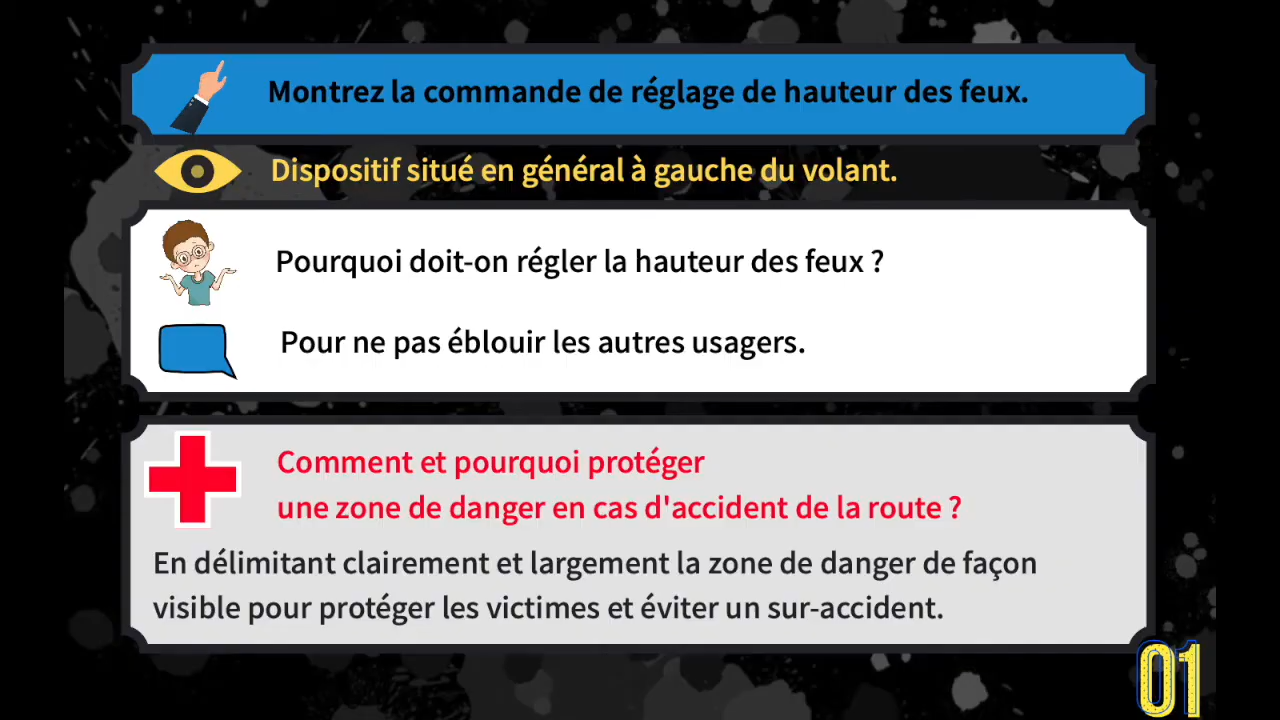 Montrez la commande de réglage de hauteur des feux.
Dispositif situé en général à gauche du volant.
Pourquoi doit-on régler la hauteur des feux ?
Pour ne pas éblouir les autres usagers.
Comment et pourquoi protéger
une zone de danger en cas d'accident de la route ?
En délimitant clairement et largement la zone de danger de façon
visible pour protéger les victimes et éviter un sur-accident.
01